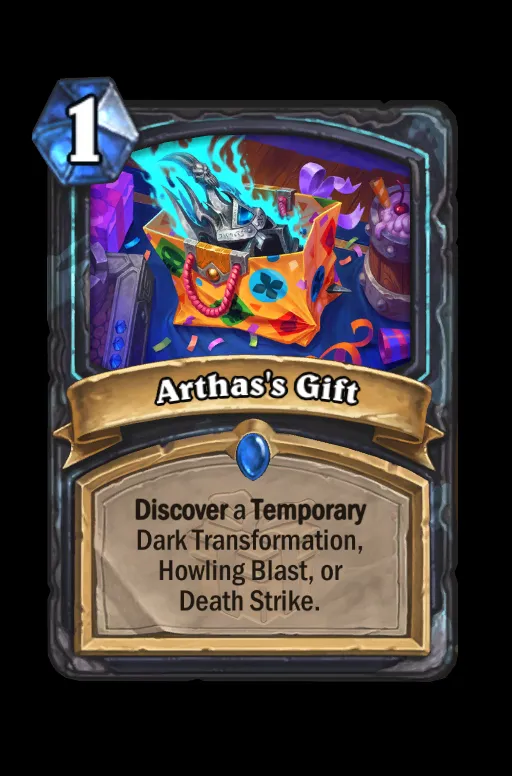 1
Arthas's Gift
Discover a Temporary
Dark Transformation,
Howling Blast, or
Death Strike.